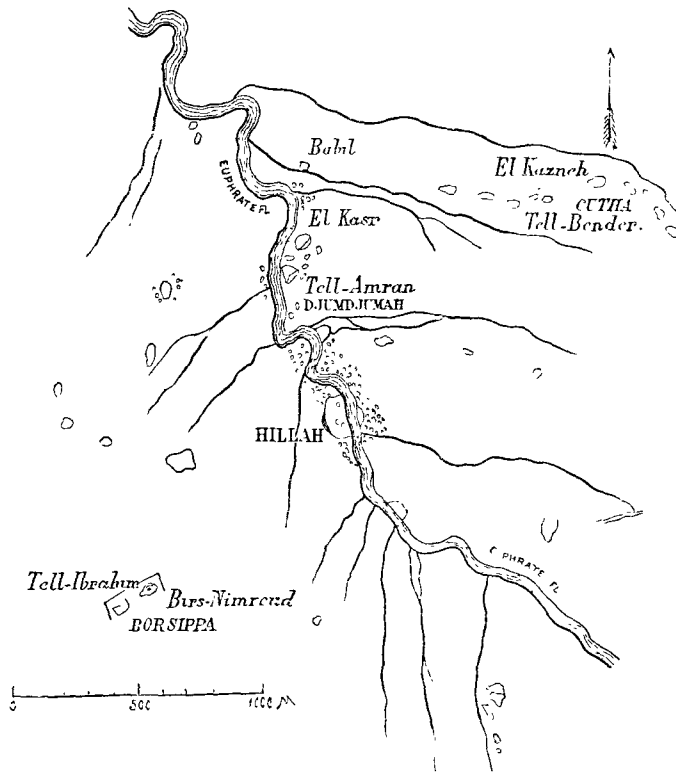 Babil
El Kazneh
CUTHA
Tell-Bender.
EUPHRATE FL
El Kasr
Tell-Amran
DJUMDJUMAH
HILLAH
E PHRATE FL
Tell-Ibrahim
Birs-Nimroud
BORSIPPA
0 500 1000 M